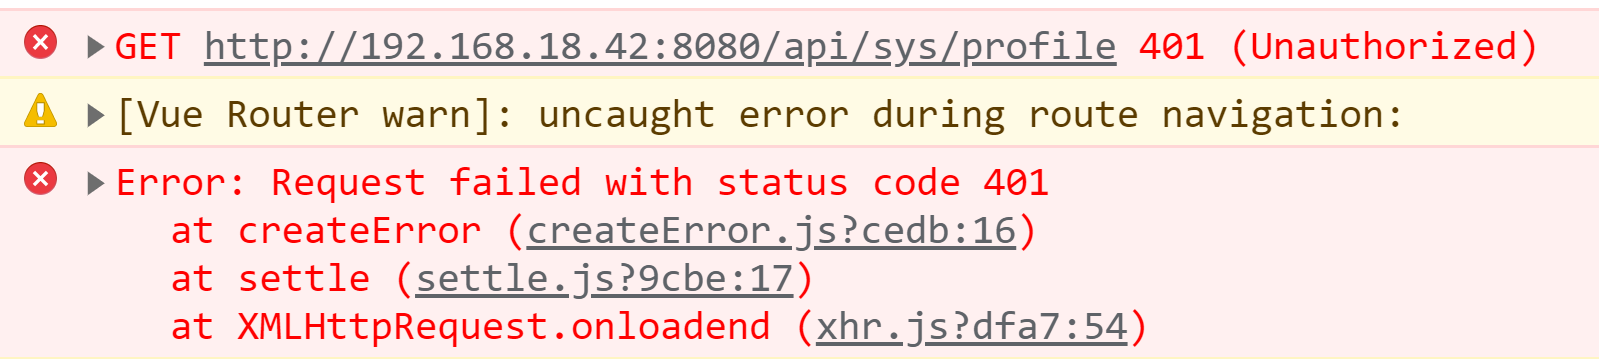 GET http://192.168.18.42:8080/api/sys/profile 401 (Unauthorized)
[Vue Router warn]: uncaught error during route navigation:
Error: Request failed with status code 401
at createError (createError.js?cedb:16)
at settle (settle.js?9cbe:17)
at XMLHttpRequest.onloadend (xhr.js?dfa7:54)